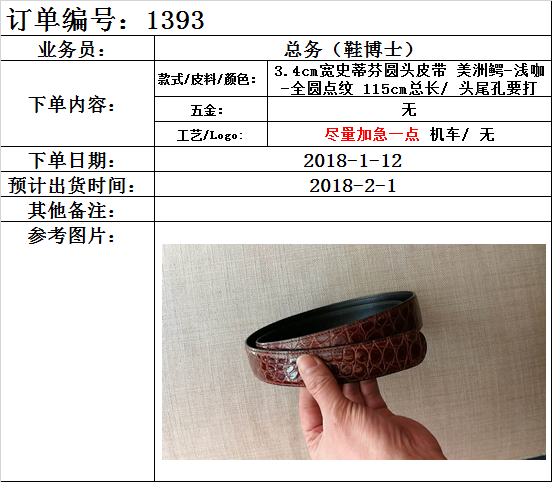 订单编号：1393
业务员： 总务（鞋博士）
下单内容： 款式/皮料/颜色： 3.4cm宽史蒂芬圆头皮带 美洲鳄-浅咖
-全圆点纹 115cm总长/ 头尾孔要打
五金： 无
工艺/Logo: 尽量加急一点 机车/ 无
下单日期： 2018-1-12
预计出货时间： 2018-2-1
其他备注：
参考图片：